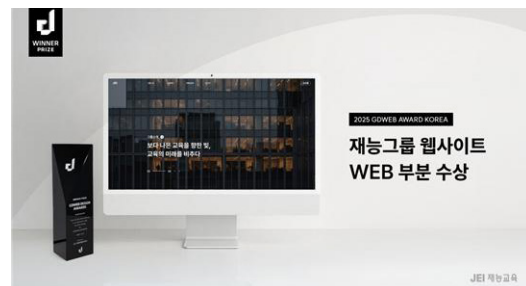 WINNER
PRIZE
2025 GDWEB AWARD KOREA
재능그룹 웹사이트
WEB 부분 수상
보다 나은 교육을 향한 빛,
교육의 미래를 비추다
JEI 재능교육